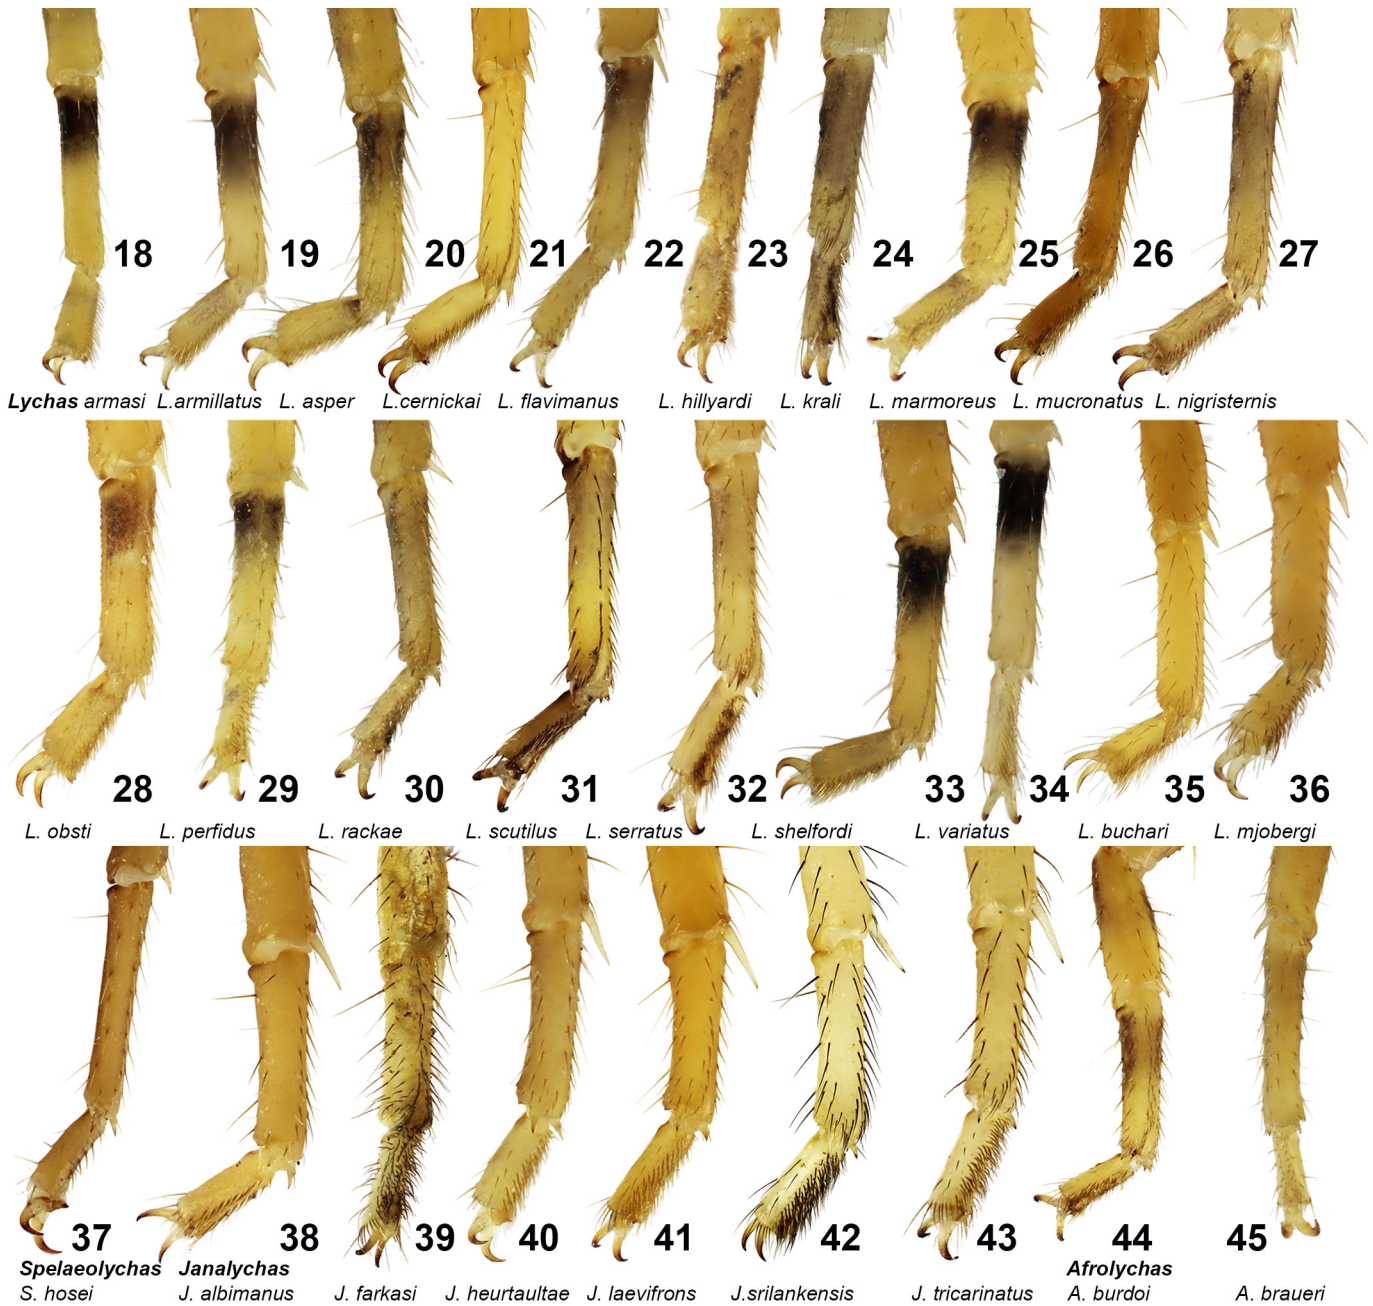 18 19 20 21 22 23 24 25 26 27
Lychas armasi L.armillatus L. asper L.cernickai L. flavimanus L. hillyardi L. krali L. marmoreus L. mucronatus L. nigristernis
28 29 30 31 32 33 34 35 36
L. obsti L. perfidus L. rackae L. scutilus L. serratus L. shelfordi L. variatus L. buchari L. mjobergi
37 38 39 40 41 42 43 44 45
Spelaeolychas Janalychas Afrolychas
S. hosei J. albimanus J. farkasi J. heurtaultae J. laevifrons J.srilankensis J. tricarinatus A. burdoi A. braueri